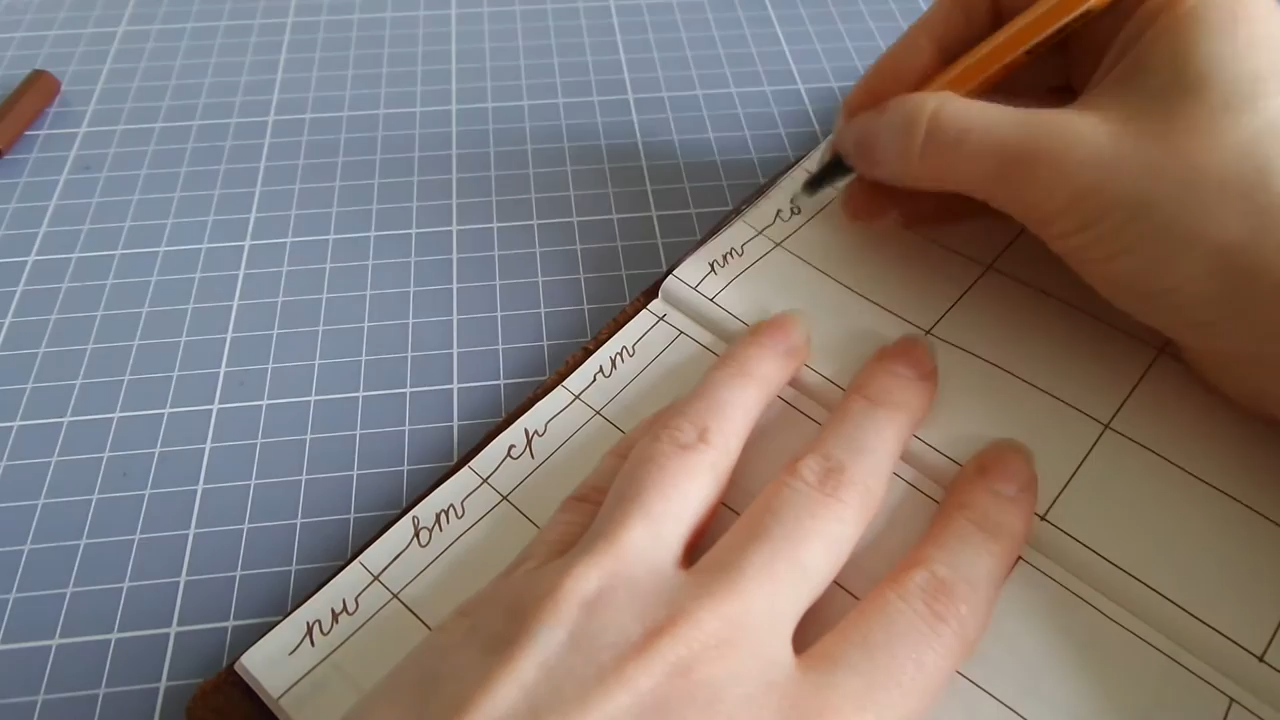 пн вт ср чт пт сб